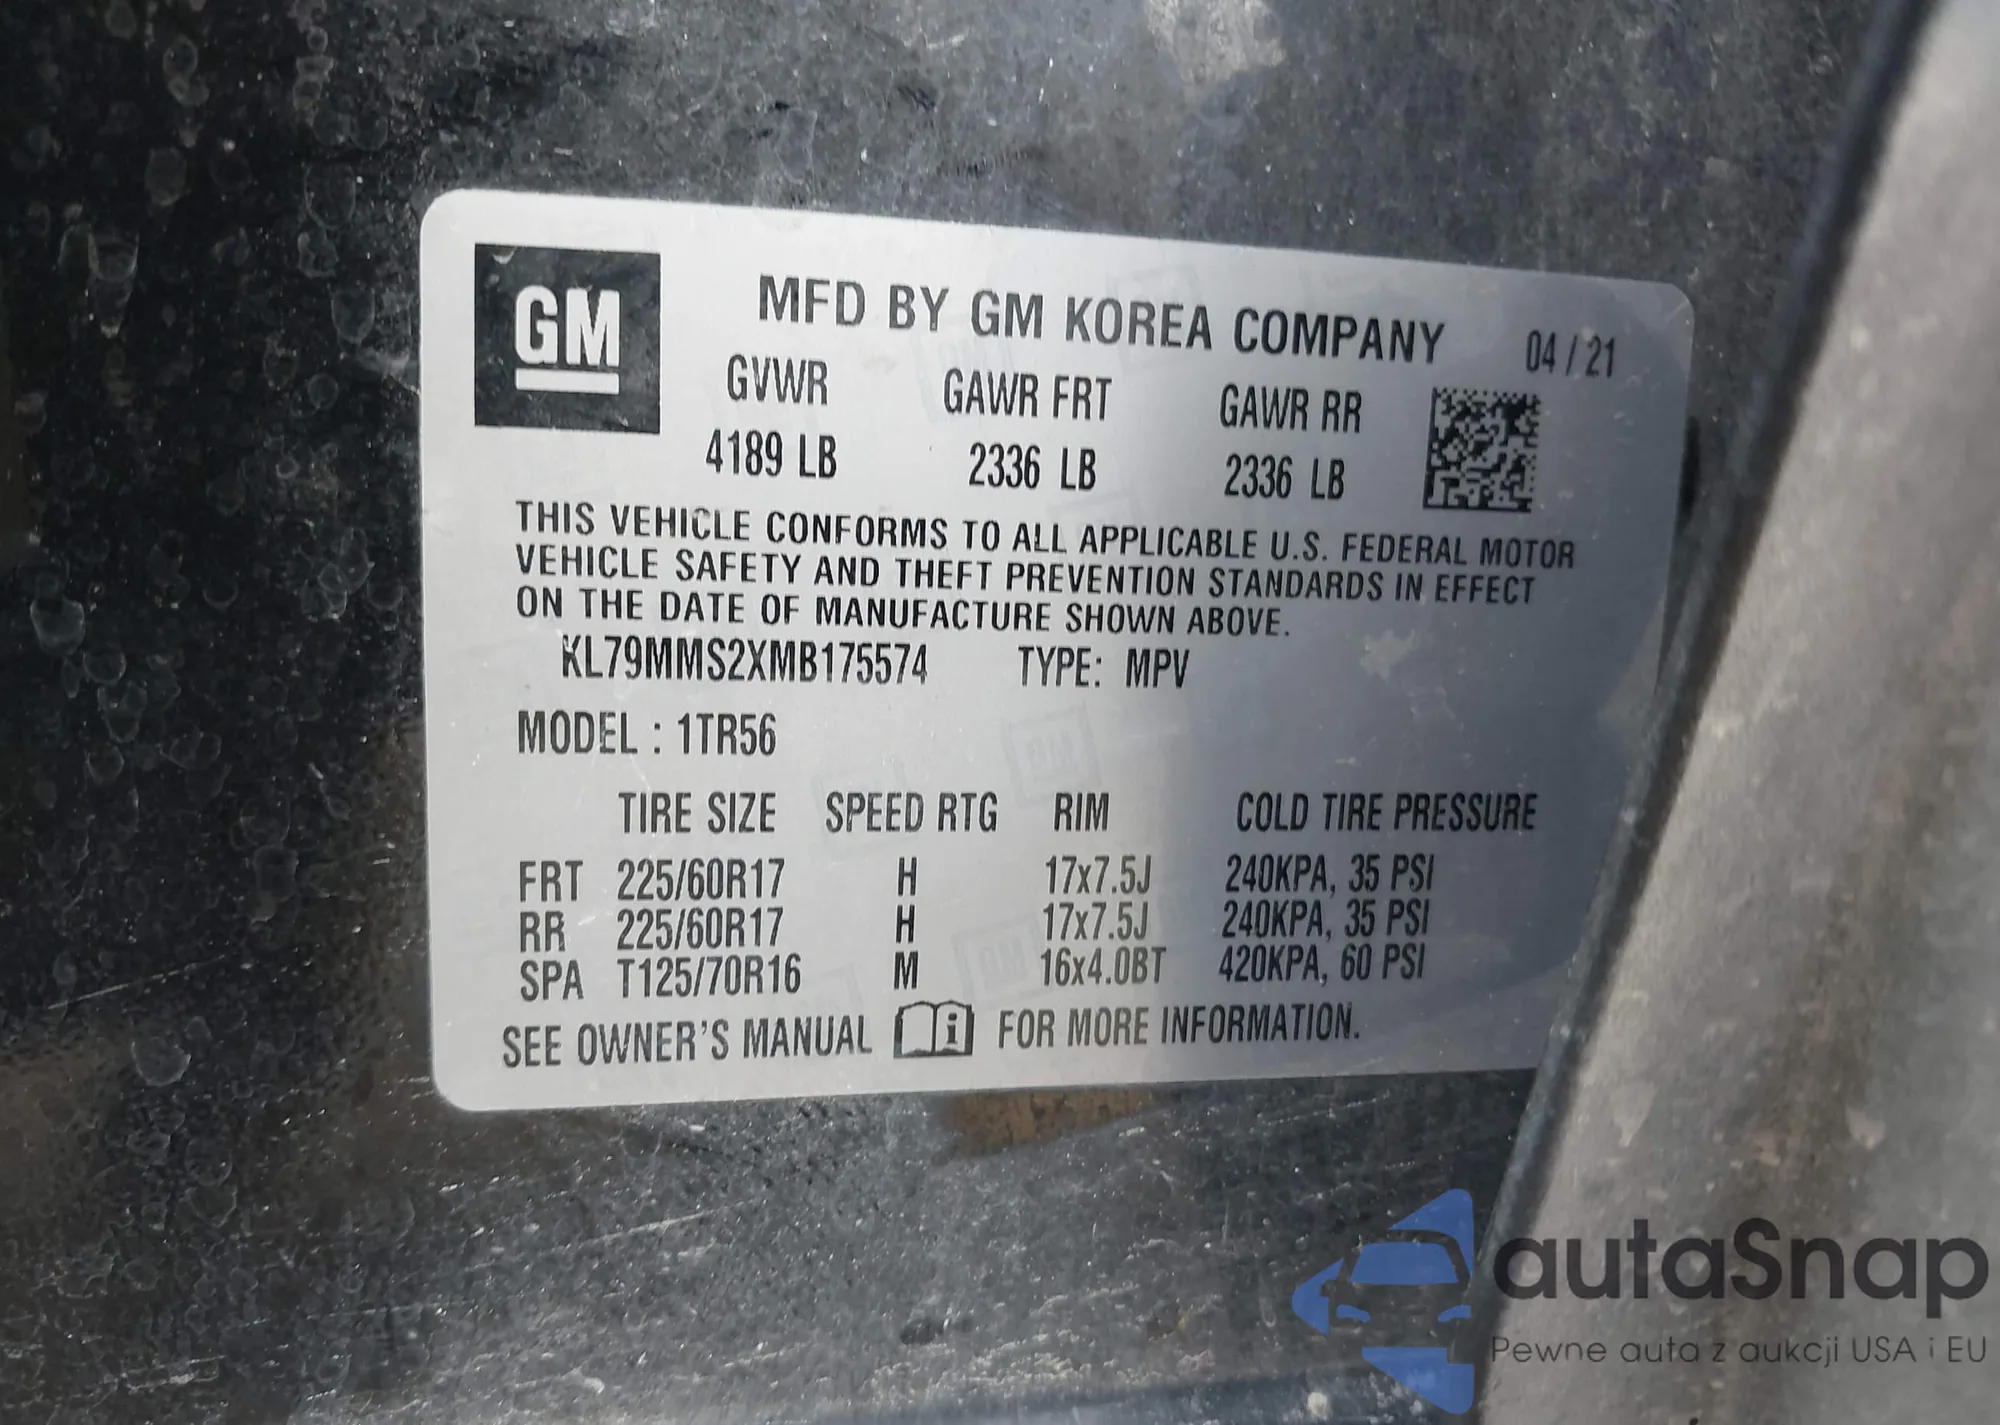 GM
MFD BY GM KOREA COMPANY 04 / 21
GVWR GAWR FRT GAWR RR
4189 LB 2336 LB 2336 LB
THIS VEHICLE CONFORMS TO ALL APPLICABLE U.S. FEDERAL MOTOR
VEHICLE SAFETY AND THEFT PREVENTION STANDARDS IN EFFECT
ON THE DATE OF MANUFACTURE SHOWN ABOVE.
KL79MMS2XMB175574 TYPE: MPV
MODEL : 1TR56
TIRE SIZE SPEED RTG RIM COLD TIRE PRESSURE
FRT 225/60R17 H 17x7.5J 240KPA, 35 PSI
RR 225/60R17 H 17x7.5J 240KPA, 35 PSI
SPA T125/70R16 M 16x4.0BT 420KPA, 60 PSI
SEE OWNER'S MANUAL i FOR MORE INFORMATION.
autaSnap
Pewne auta z aukcji USA i EU